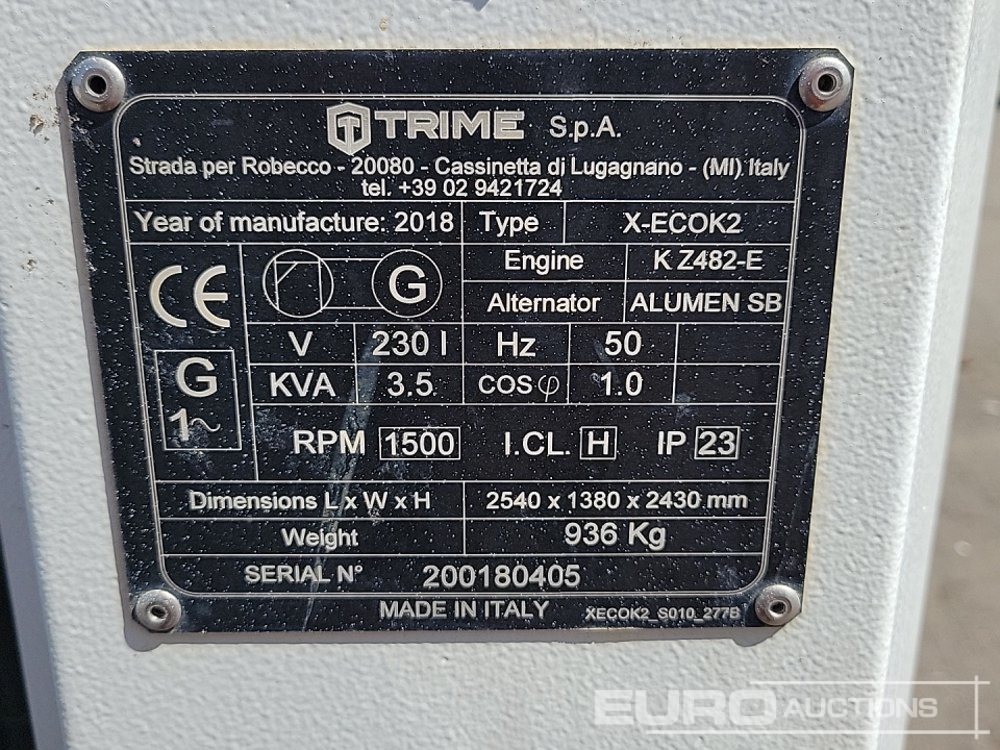 TRIME S.p.A.
Strada per Robecco - 20080 - Cassinetta di Lugagnano - (MI) Italy
tel. +39 02 9421724
Year of manufacture: 2018 Type X-ECOK2
CE G Engine K Z482-E
Alternator ALUMEN SB
V 230 I Hz 50
G
1~
KVA 3.5 COS φ 1.0
RPM 1500 I.CL. H IP 23
Dimensions L x W x H 2540 x 1380 x 2430 mm
Weight 936 Kg
SERIAL N° 200180405
MADE IN ITALY XECOK2_S010_277B
EURO AUCTIONS